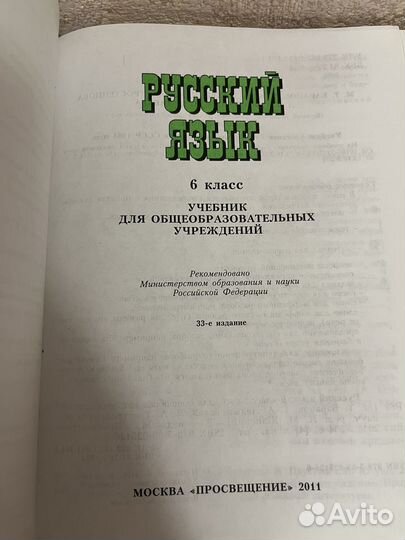 РУССКИЙ
ЯЗЫК
6 класс
УЧЕБНИК
ДЛЯ ОБЩЕОБРАЗОВАТЕЛЬНЫХ
УЧРЕЖДЕНИЙ
Рекомендовано
Министерством образования и науки
Российской Федерации
33-е издание
МОСКВА «ПРОСВЕЩЕНИЕ» 2011
Avito